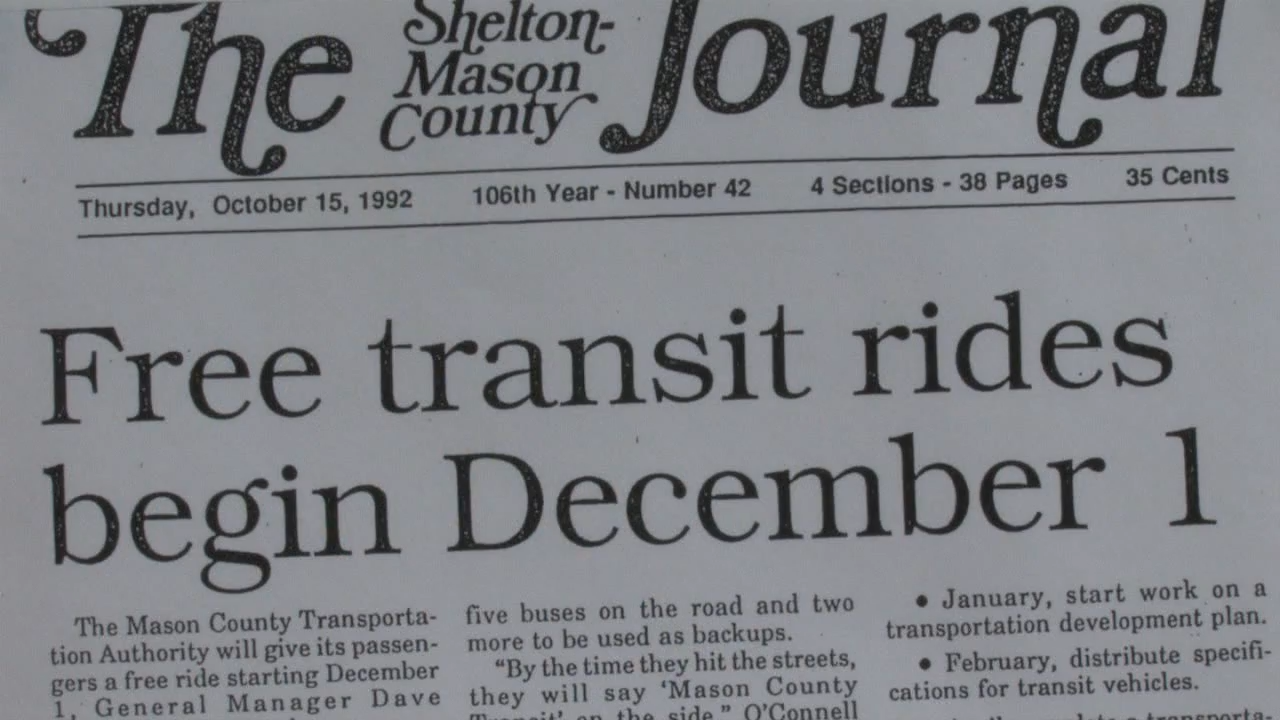 The Shelton-Mason County Journal
Thursday, October 15, 1992 106th Year - Number 42 4 Sections - 38 Pages 35 Cents
Free transit rides
begin December 1
The Mason County Transporta-
tion Authority will give its passen-
gers a free ride starting December
1, General Manager Dave
five buses on the road and two
more to be used as backups.
“By the time they hit the streets,
they will say ‘Mason County
Transit’ on the side,” O’Connell
• January, start work on a
transportation development plan.
• February, distribute specifi-
cations for transit vehicles.